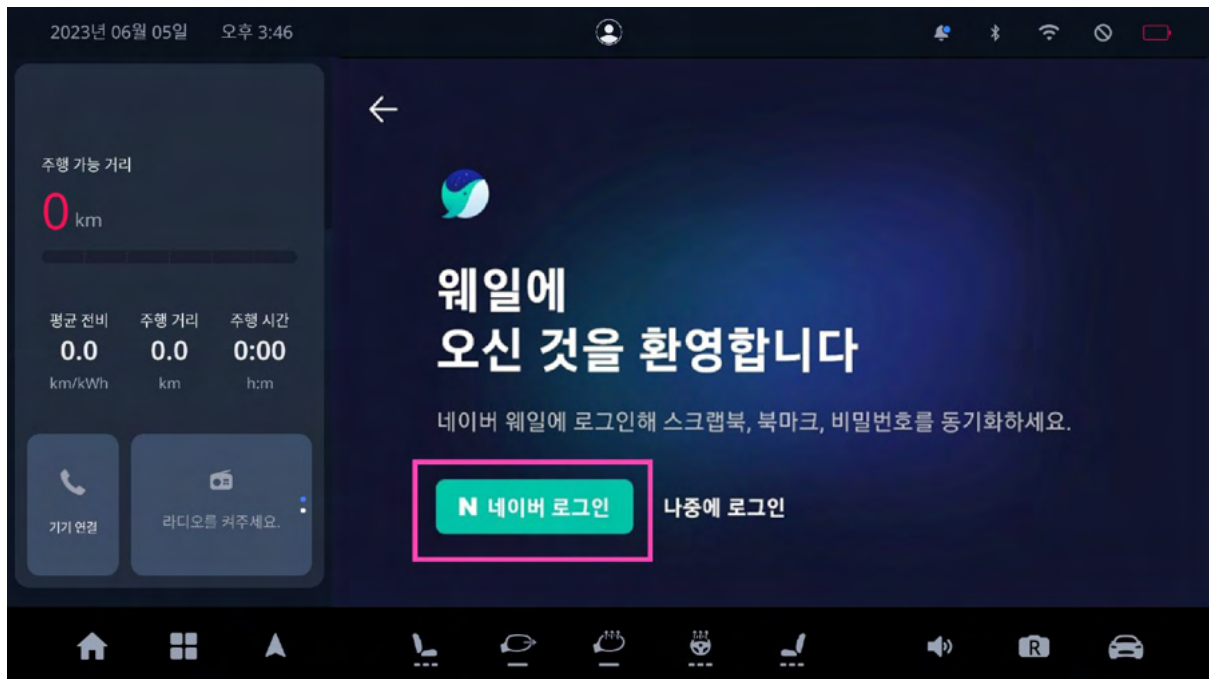 2023년 06월 05일 오후 3:46
주행 가능 거리
0 km
평균 전비 주행 거리 주행 시간
0.0 0.0 0:00
km/kWh km h:m
기기 연결
라디오를 켜주세요.
웨일에
오신 것을 환영합니다
네이버 웨일에 로그인해 스크랩북, 북마크, 비밀번호를 동기화하세요.
N 네이버 로그인 나중에 로그인
R